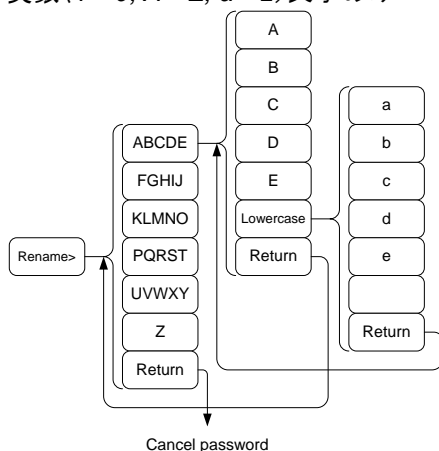 Rename>
ABCDE
FGHIJ
KLMNO
PQRST
UVWXY
Z
Return
A
B
C
D
E
Lowercase
Return
a
b
c
d
e
Return
Cancel password